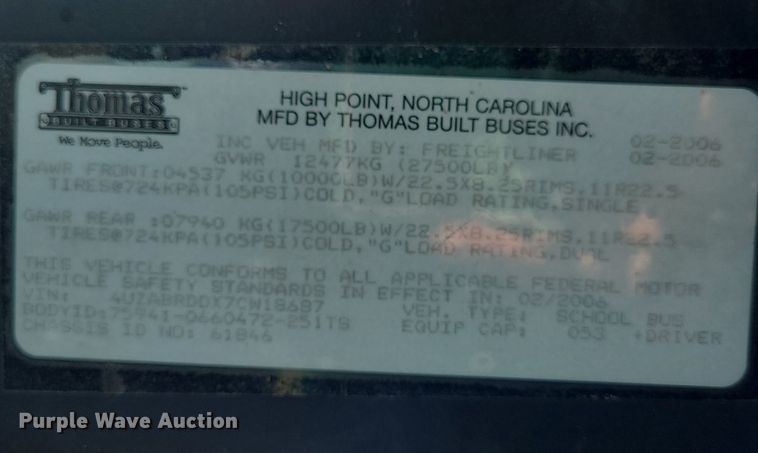 Thomas
BUILT BUSES
We Move People.
HIGH POINT, NORTH CAROLINA
MFD BY THOMAS BUILT BUSES INC. 02-2006
INC VEH MFD BY: FREIGHTLINER 02-2006
GVWR 12477KG (27500LB)
GAWR FRONT:04537 KG(10000LB)W/22.5X8.25RIMS,11R22.5
TIRES@724KPA(105PSI)COLD,"G"LOAD RATING,SINGLE
GAWR REAR :07940 KG(17500LB)W/22.5X8.25RIMS,11R22.5
TIRES@724KPA(105PSI)COLD,"G"LOAD RATING,DUAL
THIS VEHICLE CONFORMS TO ALL APPLICABLE FEDERAL MOTOR
VEHICLE SAFETY STANDARDS IN EFFECT IN: 02/2006
VIN: 4UZABRDDX7CW18687 VEH. TYPE: SCHOOL BUS
BODYID:75941-0660472-251TS EQUIP CAP: 053 +DRIVER
CHASSIS ID NO: 61846
Purple Wave Auction